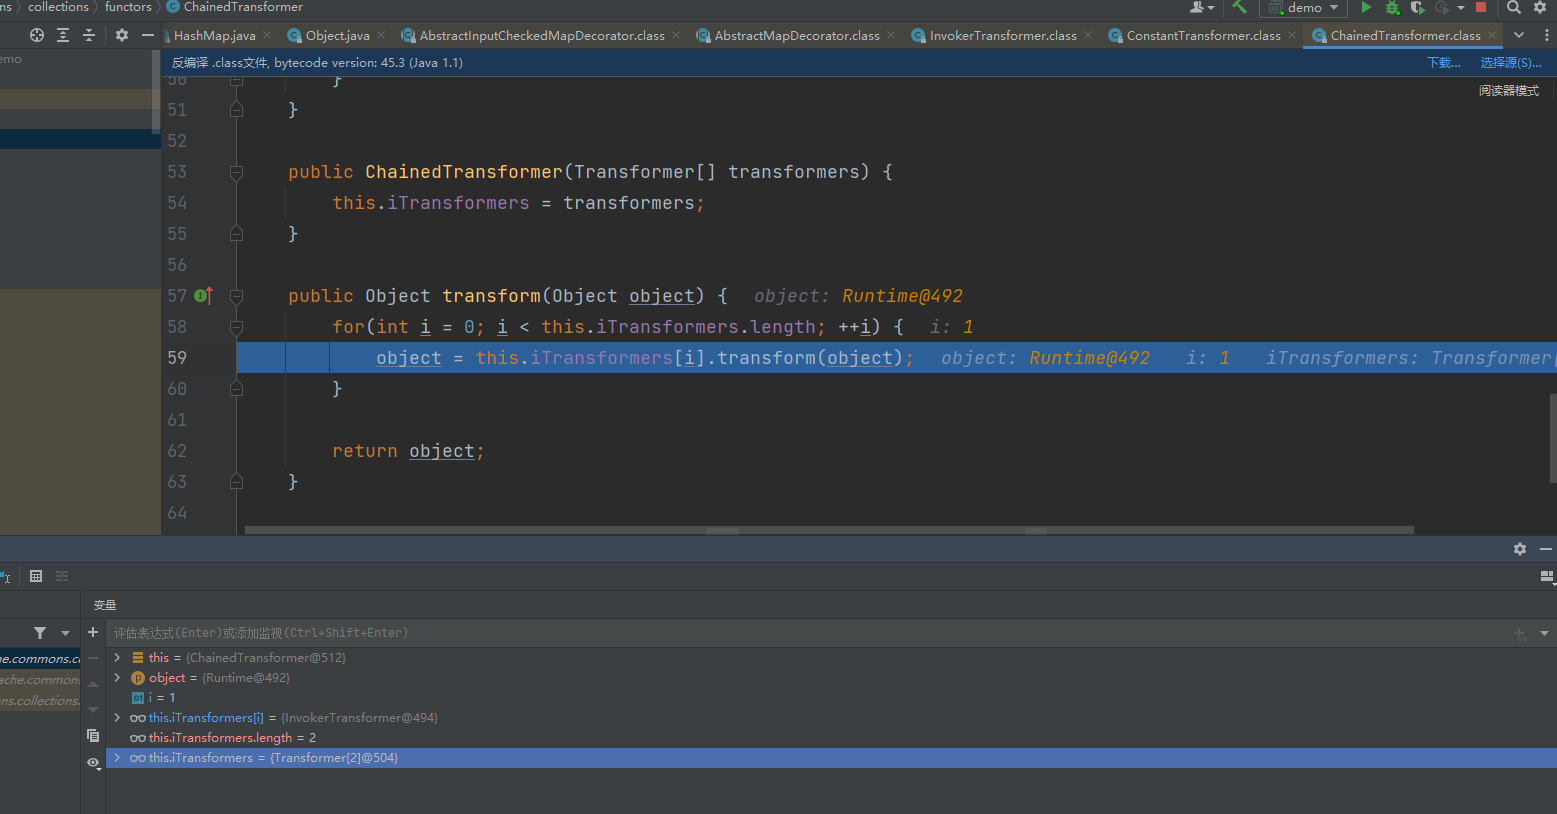 ns 〉 collections 〉 functors 〉 ChainedTransformer
demo
HashMap.java Object.java AbstractInputCheckedMapDecorator.class AbstractMapDecorator.class InvokerTransformer.class ConstantTransformer.class ChainedTransformer.class
emo
反编译 .class文件, bytecode version: 45.3 (Java 1.1) 下载... 选择源(S)...
阅读器模式
50 }
51 }
52
53 public ChainedTransformer(Transformer[] transformers) {
54 this.iTransformers = transformers;
55 }
56
57 public Object transform(Object object) { object: Runtime@492
58 for(int i = 0; i < this.iTransformers.length; ++i) { i: 1
59 object = this.iTransformers[i].transform(object); object: Runtime@492 i: 1 iTransformers: Transformer[
60 }
61
62 return object;
63 }
64
变量
评估表达式(Enter)或添加监视(Ctrl+Shift+Enter)
he.commons.co
ache.commons
ns.collections.
this = {ChainedTransformer@512}
object = {Runtime@492}
i = 1
this.iTransformers[i] = {InvokerTransformer@494}
this.iTransformers.length = 2
this.iTransformers = {Transformer[2]@504}